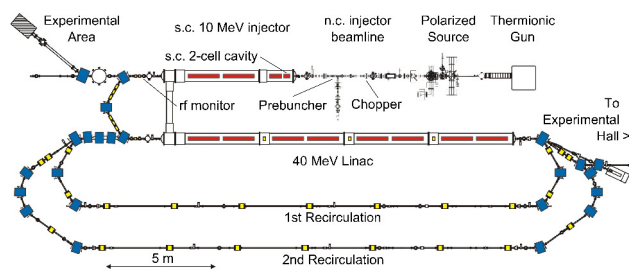 Experimental
Area
s.c. 10 MeV injector
n.c. injector
beamline
Polarized
Source
Thermionic
Gun
s.c. 2-cell cavity
rf monitor
Prebuncher
Chopper
To
Experimental
Hall >
40 MeV Linac
1st Recirculation
2nd Recirculation
5 m